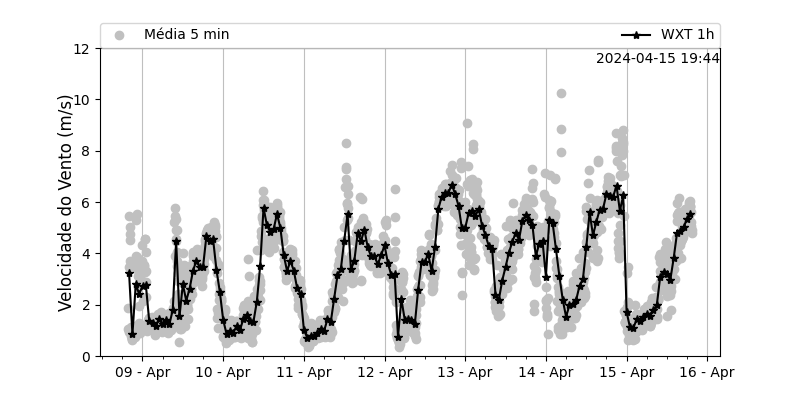 Média 5 min
WXT 1h
2024-04-15 19:44
Velocidade do Vento (m/s)
12
10
8
6
4
2
0
09 - Apr
10 - Apr
11 - Apr
12 - Apr
13 - Apr
14 - Apr
15 - Apr
16 - Apr